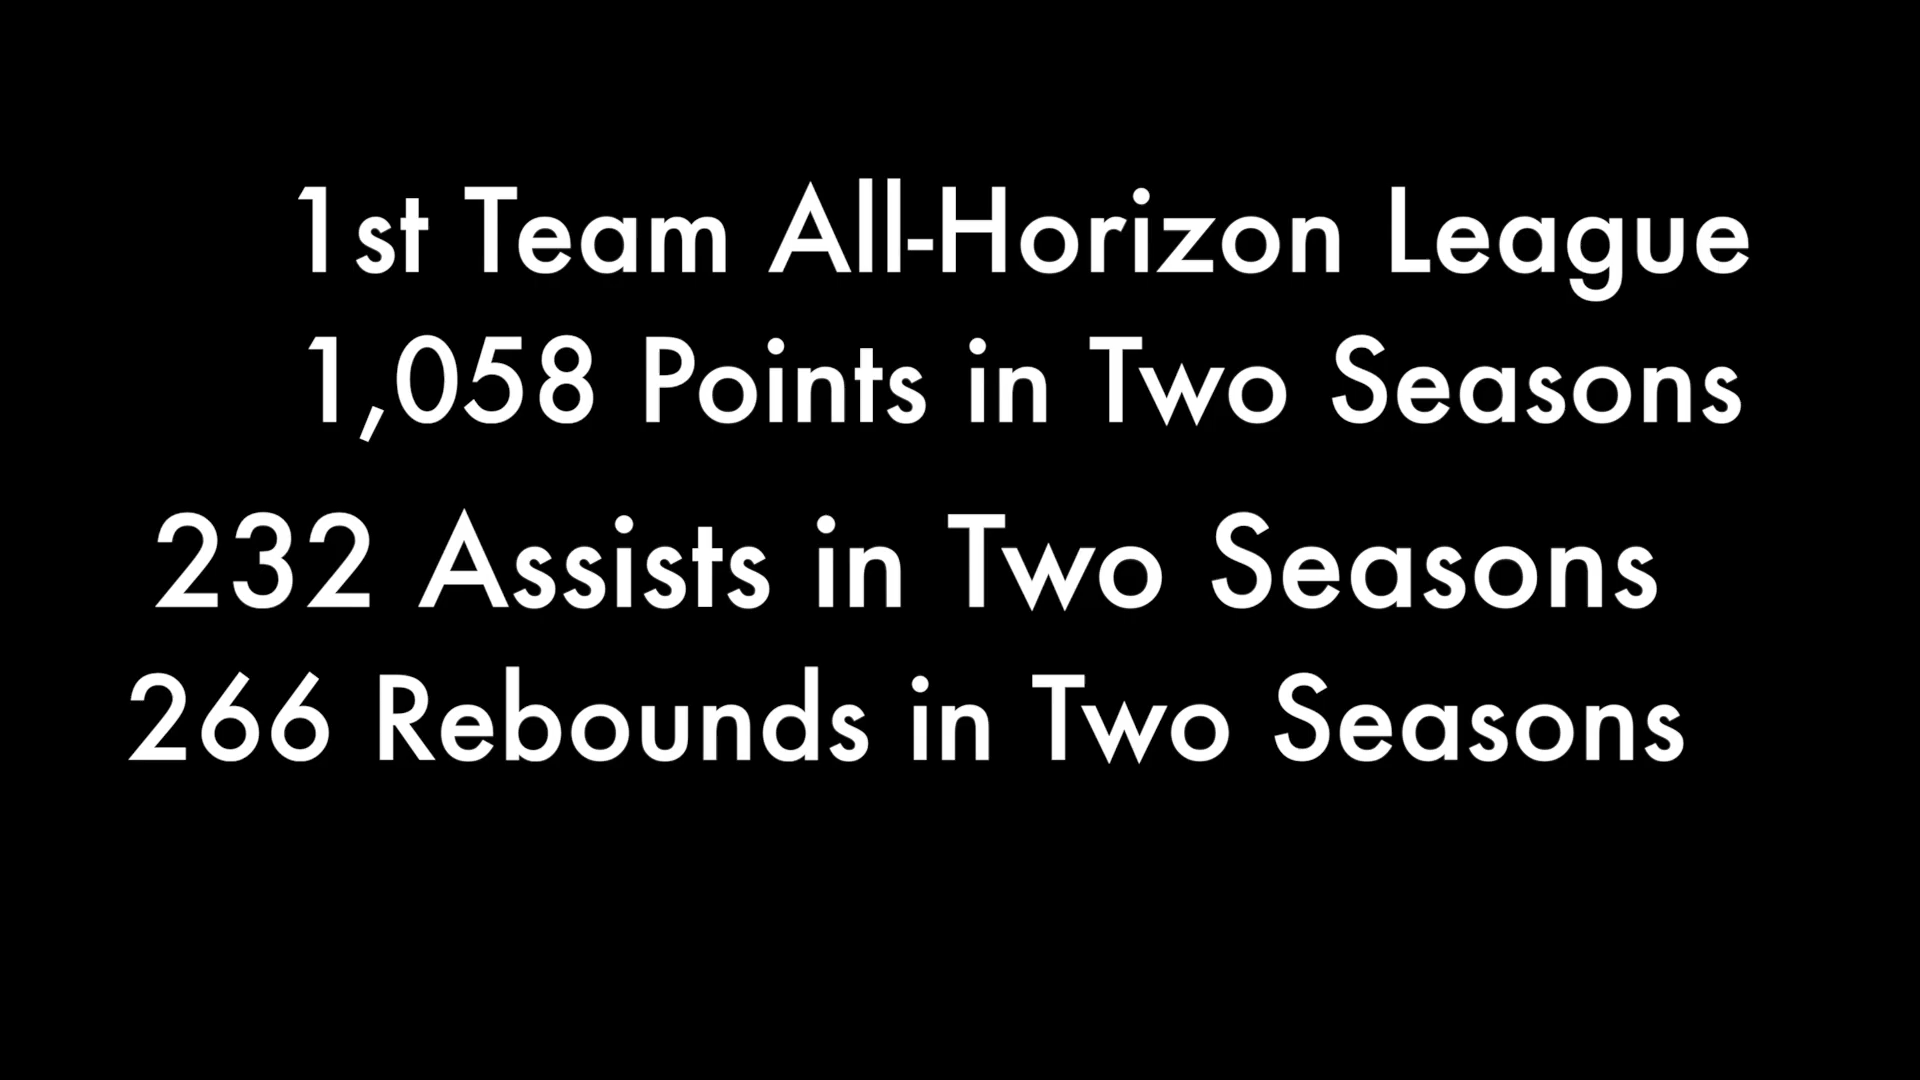 1st Team All-Horizon League
1,058 Points in Two Seasons
232 Assists in Two Seasons
266 Rebounds in Two Seasons